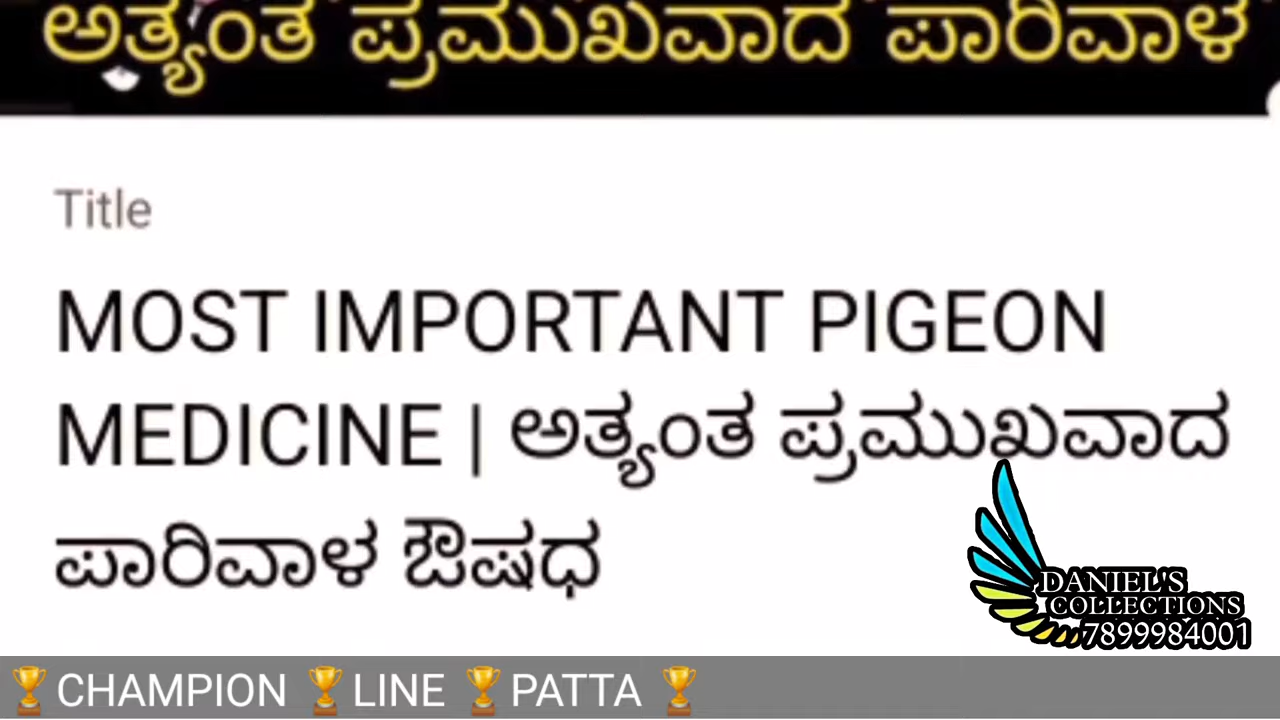 ಅತ್ಯಂತ ಪ್ರಮುಖವಾದ ಪಾರಿವಾಳ
Title
MOST IMPORTANT PIGEON
MEDICINE | ಅತ್ಯಂತ ಪ್ರಮುಖವಾದ
ಪಾರಿವಾಳ ಔಷಧ
DANIEL'S
COLLECTIONS
7899984001
🏆CHAMPION 🏆LINE 🏆PATTA 🏆